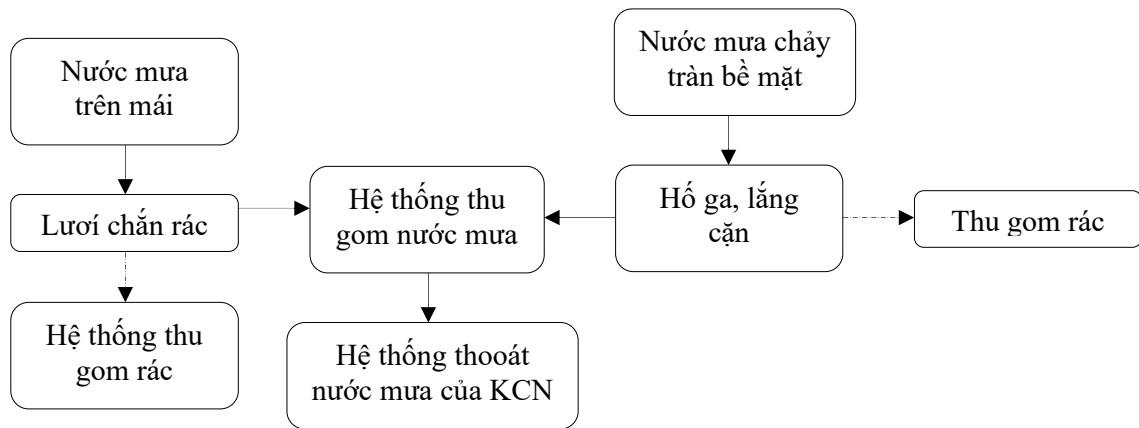 Nước mưa
trên mái
Nước mưa chảy
tràn bề mặt
Lươí chắn rác
Hệ thống thu
gom nước mưa
Hố ga, lắng
cặn
Thu gom rác
Hệ thống thu
gom rác
Hệ thống thooát
nước mưa của KCN